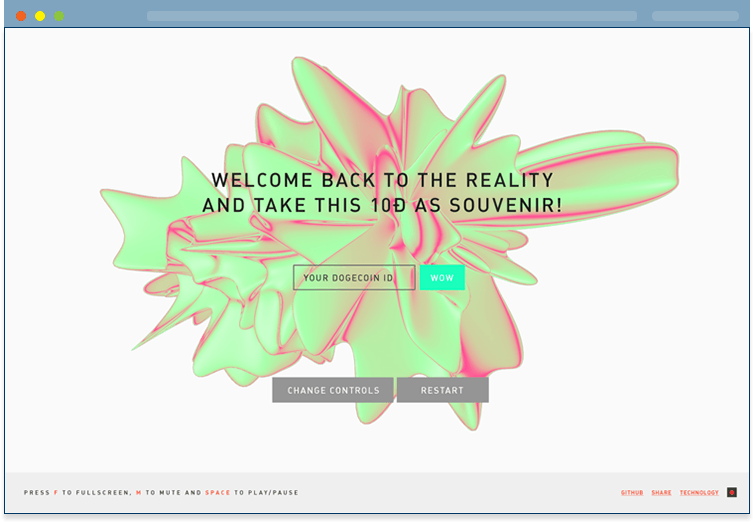 WELCOME BACK TO THE REALITY
AND TAKE THIS 10Ð AS SOUVENIR!
YOUR DOGECOIN ID
WOW
CHANGE CONTROLS
RESTART
PRESS F TO FULLSCREEN, M TO MUTE AND SPACE TO PLAY/PAUSE
GITHUB SHARE TECHNOLOGY